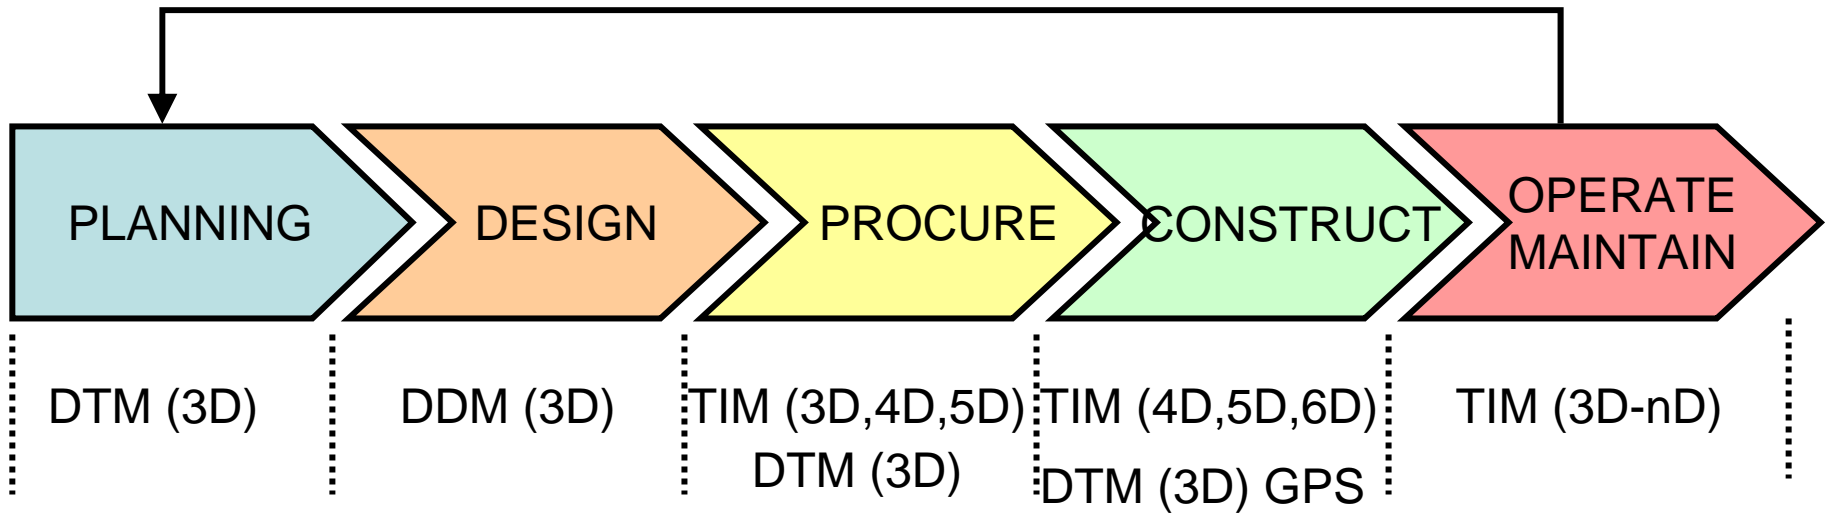 PLANNING
DESIGN
PROCURE
CONSTRUCT
OPERATE
MAINTAIN
DTM (3D)
DDM (3D)
TIM (3D,4D,5D)
DTM (3D)
TIM (4D,5D,6D)
DTM (3D) GPS
TIM (3D-nD)